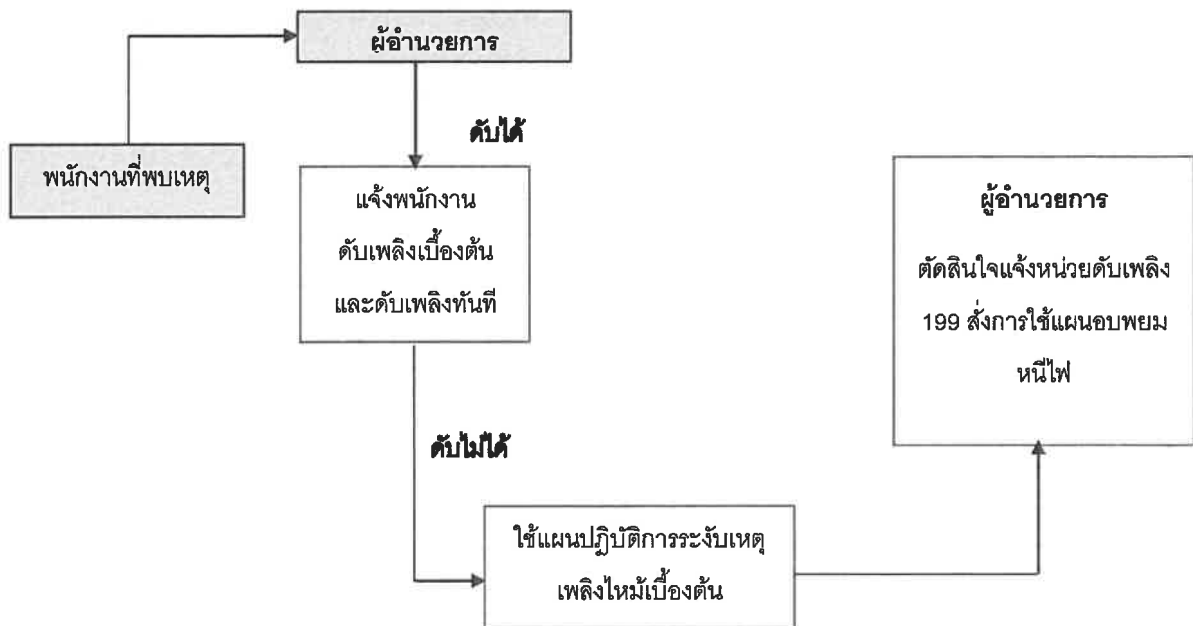 ผู้อำนวยการ
พนักงานที่พบเหตุ
ดับได้
แจ้งพนักงาน
ดับเพลิงเบื้องต้น
และดับเพลิงทันที
ดับไม่ได้
ใช้แผนปฏิบัติการระงับเหตุ
เพลิงไหม้เบื้องต้น
ผู้อำนวยการ
ตัดสินใจแจ้งหน่วยดับเพลิง
199 สั่งการใช้แผนอบพยม
หนีไฟ